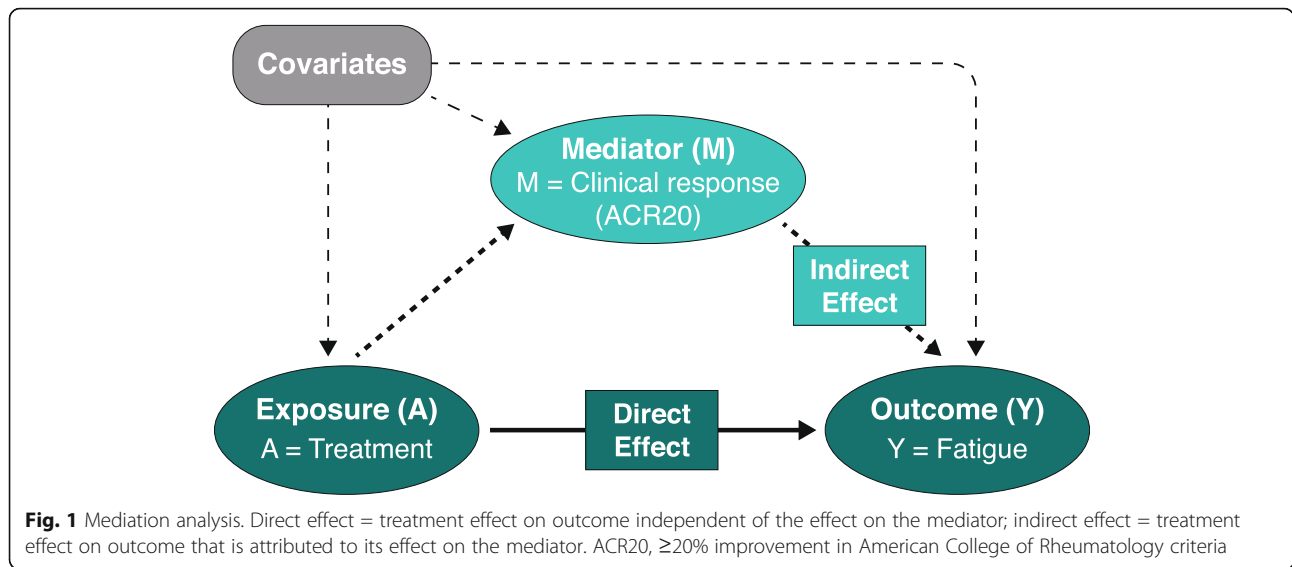 Covariates
Mediator (M)
M = Clinical response
(ACR20)
Indirect
Effect
Exposure (A)
A = Treatment
Direct
Effect
Outcome (Y)
Y = Fatigue
Fig. 1 Mediation analysis. Direct effect = treatment effect on outcome independent of the effect on the mediator; indirect effect = treatment
effect on outcome that is attributed to its effect on the mediator. ACR20, ≥20% improvement in American College of Rheumatology criteria